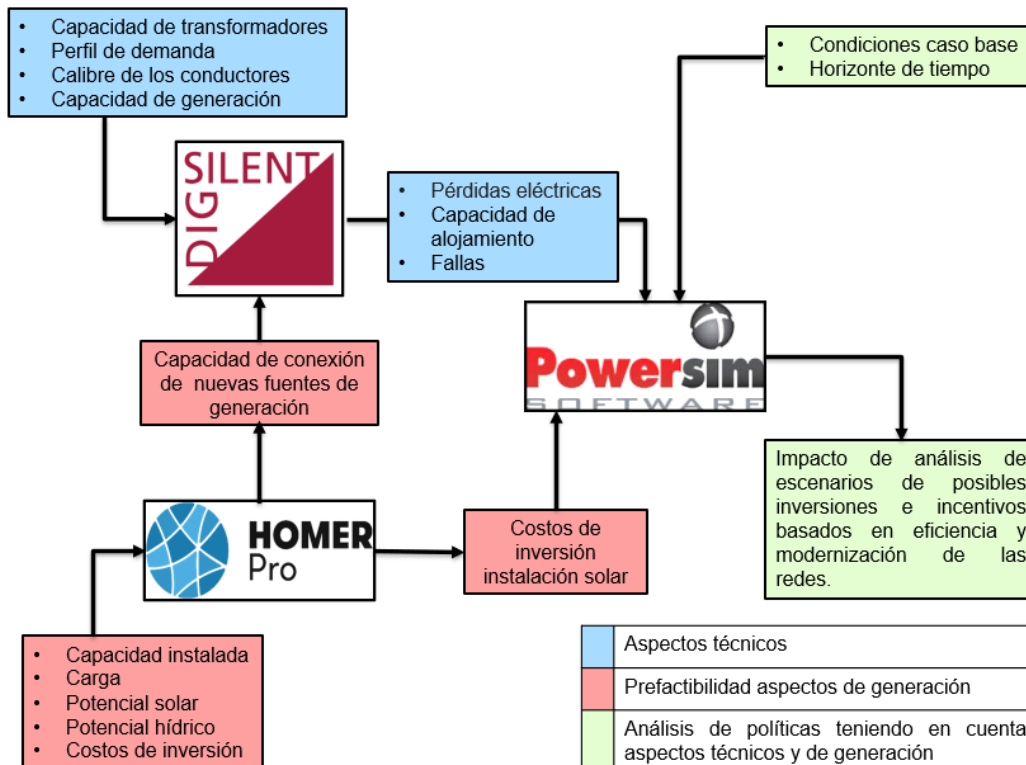 • Capacidad de transformadores
• Perfil de demanda
• Calibre de los conductores
• Capacidad de generación
• Condiciones caso base
• Horizonte de tiempo
DIG
SILENT
• Pérdidas eléctricas
• Capacidad de
alojamiento
• Fallas
Powersim
SOFTWARE
Capacidad de conexión
de nuevas fuentes de
generación
HOMER
Pro
Costos de
inversión
instalación solar
Impacto de análisis de
escenarios de posibles
inversiones e incentivos
basados en eficiencia y
modernización de las
redes.
• Capacidad instalada
• Carga
• Potencial solar
• Potencial hídrico
• Costos de inversión
Aspectos técnicos
Prefactibilidad aspectos de generación
Análisis de políticas teniendo en cuenta
aspectos técnicos y de generación